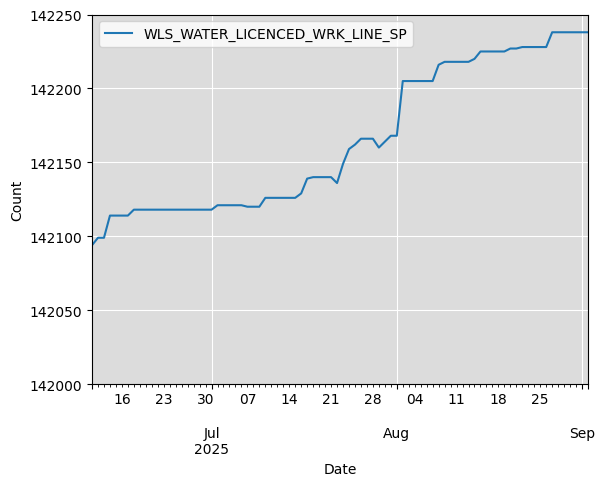 WLS_WATER_LICENCED_WRK_LINE_SP
142250
142200
142150
142100
142050
142000
Count
16 23 30 07 14 21 28 04 11 18 25
Jul Aug Sep
2025
Date